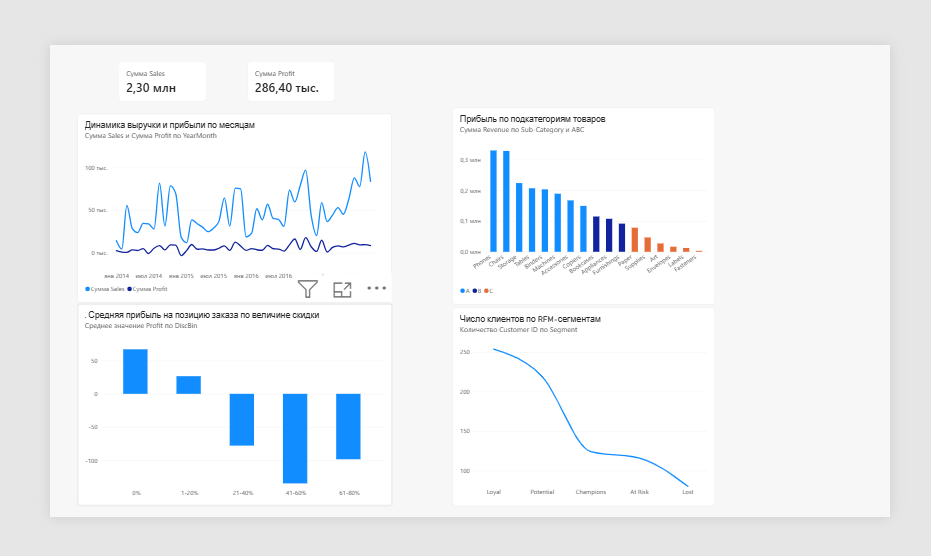 Сумма Sales
2,30 млн
Сумма Profit
286,40 тыс.
Динамика выручки и прибыли по месяцам
Сумма Sales и Сумма Profit по YearMonth
100 тыс.
50 тыс.
0 тыс.
янв 2014 июл 2014 янв 2015 июл 2015 янв 2016 июл 2016
Сумма Sales Сумма Profit
Прибыль по подкатегориям товаров
Сумма Revenue по Sub-Category и ABC
0,3 млн
0,2 млн
0,1 млн
0,0 млн
Phones Chairs Storage Tables Binders Machines Accessories Copiers Bookcases Appliances Furnishings Paper Supplies Art Envelopes Labels Fasteners
A B C
. Средняя прибыль на позицию заказа по величине скидки
Среднее значение Profit по DiscBin
50
0
-50
-100
0% 1-20% 21-40% 41-60% 61-80%
Число клиентов по RFM-сегментам
Количество Customer ID по Segment
250
200
150
100
Loyal Potential Champions At Risk Lost